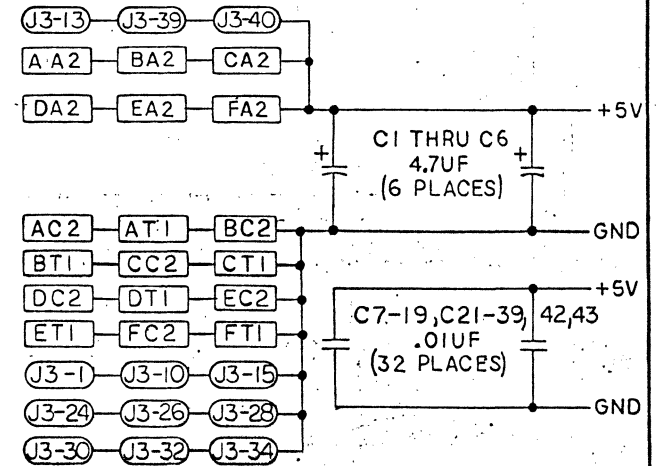 J3-13 J3-39 J3-40
AA2 BA2 CA2
DA2 EA2 FA2
+5V
C1 THRU C6
+ 4.7UF +
(6 PLACES)
AC2 AT1 BC2
GND
BT1 CC2 CT1
DC2 DT1 EC2
+5V
ET1 FC2 FT1
C7-19, C21-39, 42,43
.01UF
(32 PLACES)
J3-1 J3-10 J3-15
J3-24 J3-26 J3-28
GND
J3-30 J3-32 J3-34